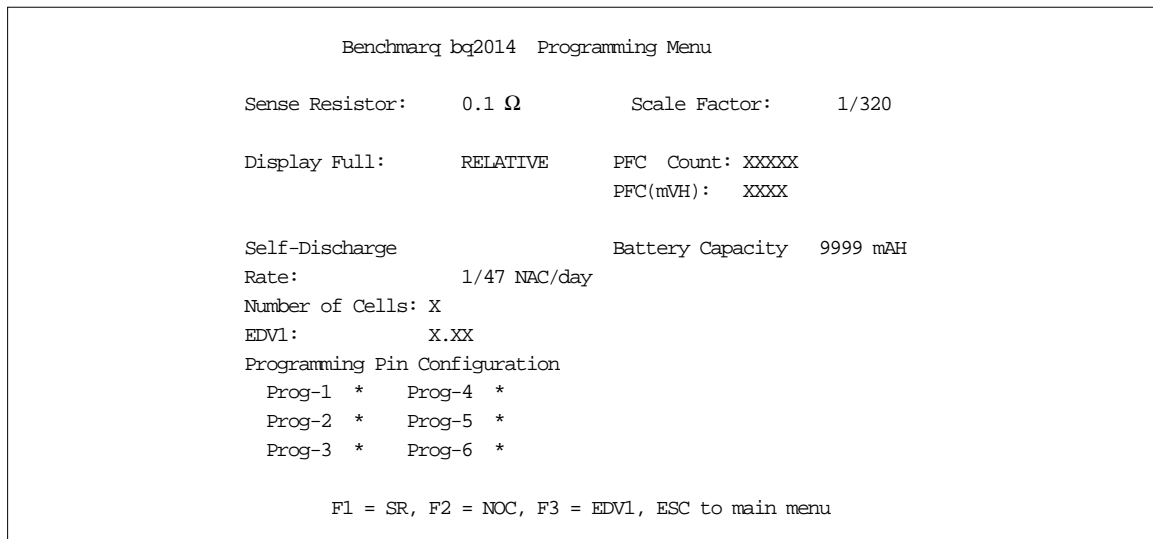 Benchmarq bq2014 Programming Menu
Sense Resistor: 0.1 Ω Scale Factor: 1/320
Display Full: RELATIVE PFC Count: XXXXX
PFC(mVH): XXXX
Self-Discharge Battery Capacity 9999 mAH
Rate: 1/47 NAC/day
Number of Cells: X
EDV1: X.XX
Programming Pin Configuration
Prog-1 * Prog-4 *
Prog-2 * Prog-5 *
Prog-3 * Prog-6 *
F1 = SR, F2 = NOC, F3 = EDV1, ESC to main menu